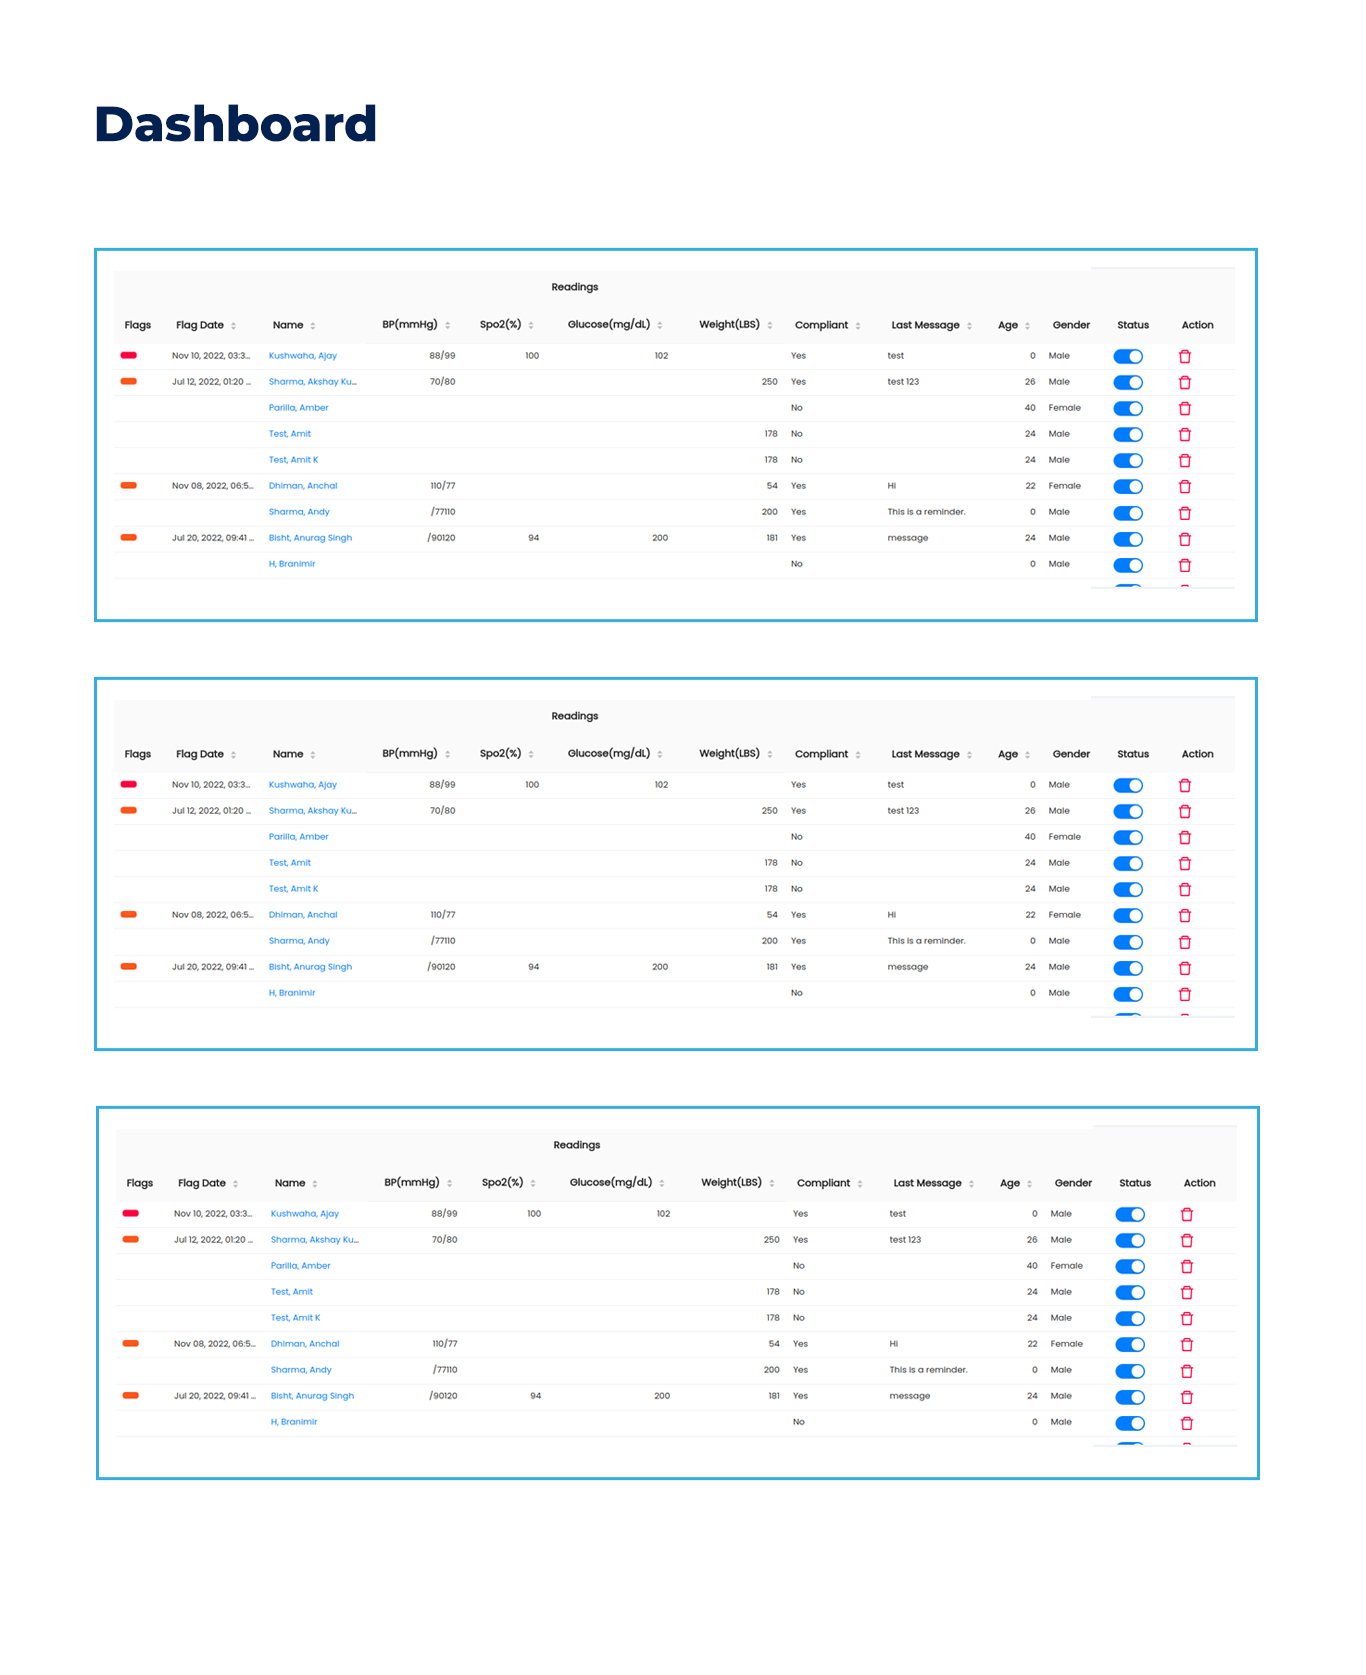 Dashboard
Readings
Flags Flag Date Name BP(mmHg) Spo2(%) Glucose(mg/dL) Weight(LBS) Compliant Last Message Age Gender Status Action
Nov 10, 2022, 03:3... Kushwaha, Ajay 88/99 100 102 Yes test 0 Male
Jul 12, 2022, 01:20 ... Sharma, Akshay Ku... 70/80 250 Yes test 123 26 Male
Parilla, Amber No 40 Female
Test, Amit 178 No 24 Male
Test, Amit K 178 No 24 Male
Nov 08, 2022, 06:5... Dhiman, Anchal 110/77 54 Yes Hi 22 Female
Sharma, Andy /77110 200 Yes This is a reminder. 0 Male
Jul 20, 2022, 09:41 ... Bisht, Anurag Singh /90120 94 200 181 Yes message 24 Male
H, Branimir No 0 Male
Readings
Flags Flag Date Name BP(mmHg) Spo2(%) Glucose(mg/dL) Weight(LBS) Compliant Last Message Age Gender Status Action
Nov 10, 2022, 03:3... Kushwaha, Ajay 88/99 100 102 Yes test 0 Male
Jul 12, 2022, 01:20 ... Sharma, Akshay Ku... 70/80 250 Yes test 123 26 Male
Parilla, Amber No 40 Female
Test, Amit 178 No 24 Male
Test, Amit K 178 No 24 Male
Nov 08, 2022, 06:5... Dhiman, Anchal 110/77 54 Yes Hi 22 Female
Sharma, Andy /77110 200 Yes This is a reminder. 0 Male
Jul 20, 2022, 09:41 ... Bisht, Anurag Singh /90120 94 200 181 Yes message 24 Male
H, Branimir No 0 Male
Readings
Flags Flag Date Name BP(mmHg) Spo2(%) Glucose(mg/dL) Weight(LBS) Compliant Last Message Age Gender Status Action
Nov 10, 2022, 03:3... Kushwaha, Ajay 88/99 100 102 Yes test 0 Male
Jul 12, 2022, 01:20 ... Sharma, Akshay Ku... 70/80 250 Yes test 123 26 Male
Parilla, Amber No 40 Female
Test, Amit 178 No 24 Male
Test, Amit K 178 No 24 Male
Nov 08, 2022, 06:5... Dhiman, Anchal 110/77 54 Yes Hi 22 Female
Sharma, Andy /77110 200 Yes This is a reminder. 0 Male
Jul 20, 2022, 09:41 ... Bisht, Anurag Singh /90120 94 200 181 Yes message 24 Male
H, Branimir No 0 Male